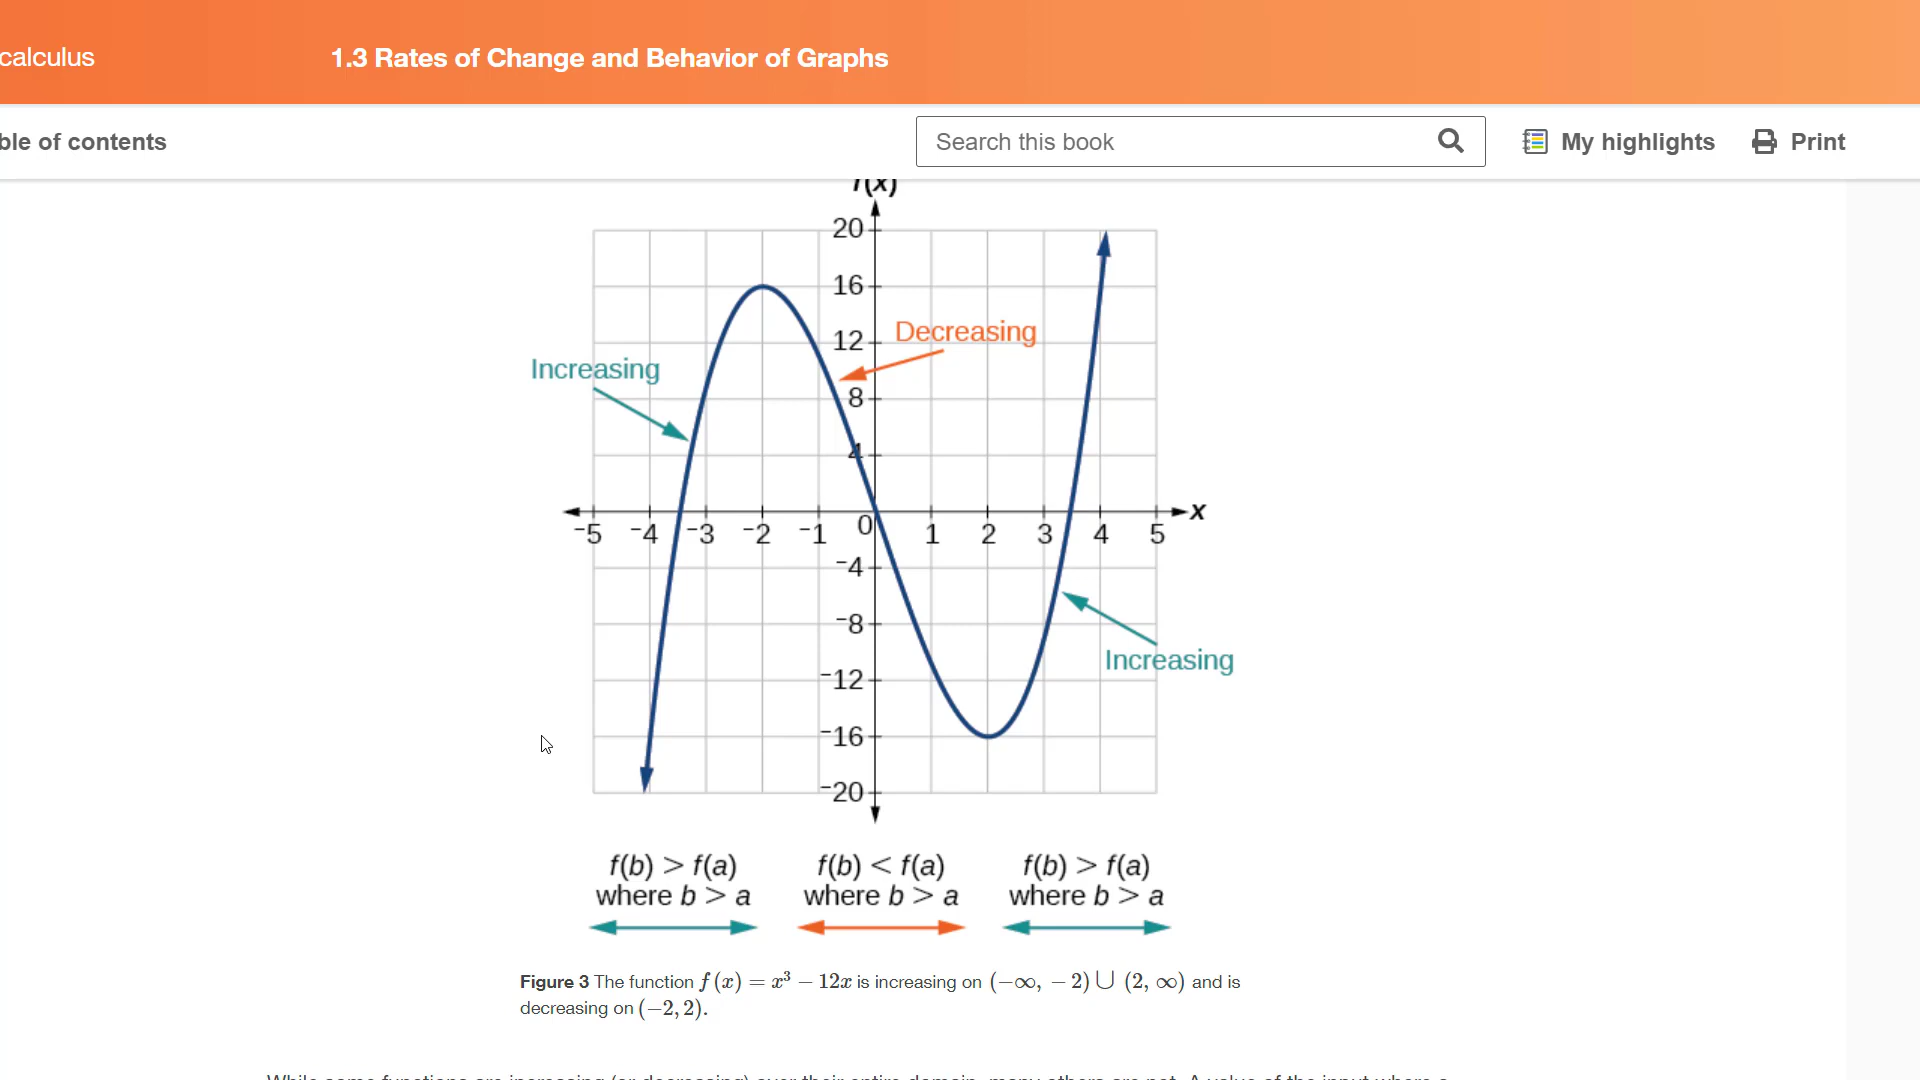 calculus
1.3 Rates of Change and Behavior of Graphs
ble of contents
Search this book
My highlights
Print
f(x)
20
16
12
8
4
Decreasing
Increasing
-5 -4 -3 -2 -1 0 1 2 3 4 5 x
-4
-8
-12
-16
-20
Increasing
f(b) > f(a) f(b) < f(a) f(b) > f(a)
where b > a where b > a where b > a
Figure 3 The function f (x) = x³ − 12x is increasing on (−∞, − 2) ∪ (2, ∞) and is
decreasing on (−2, 2).